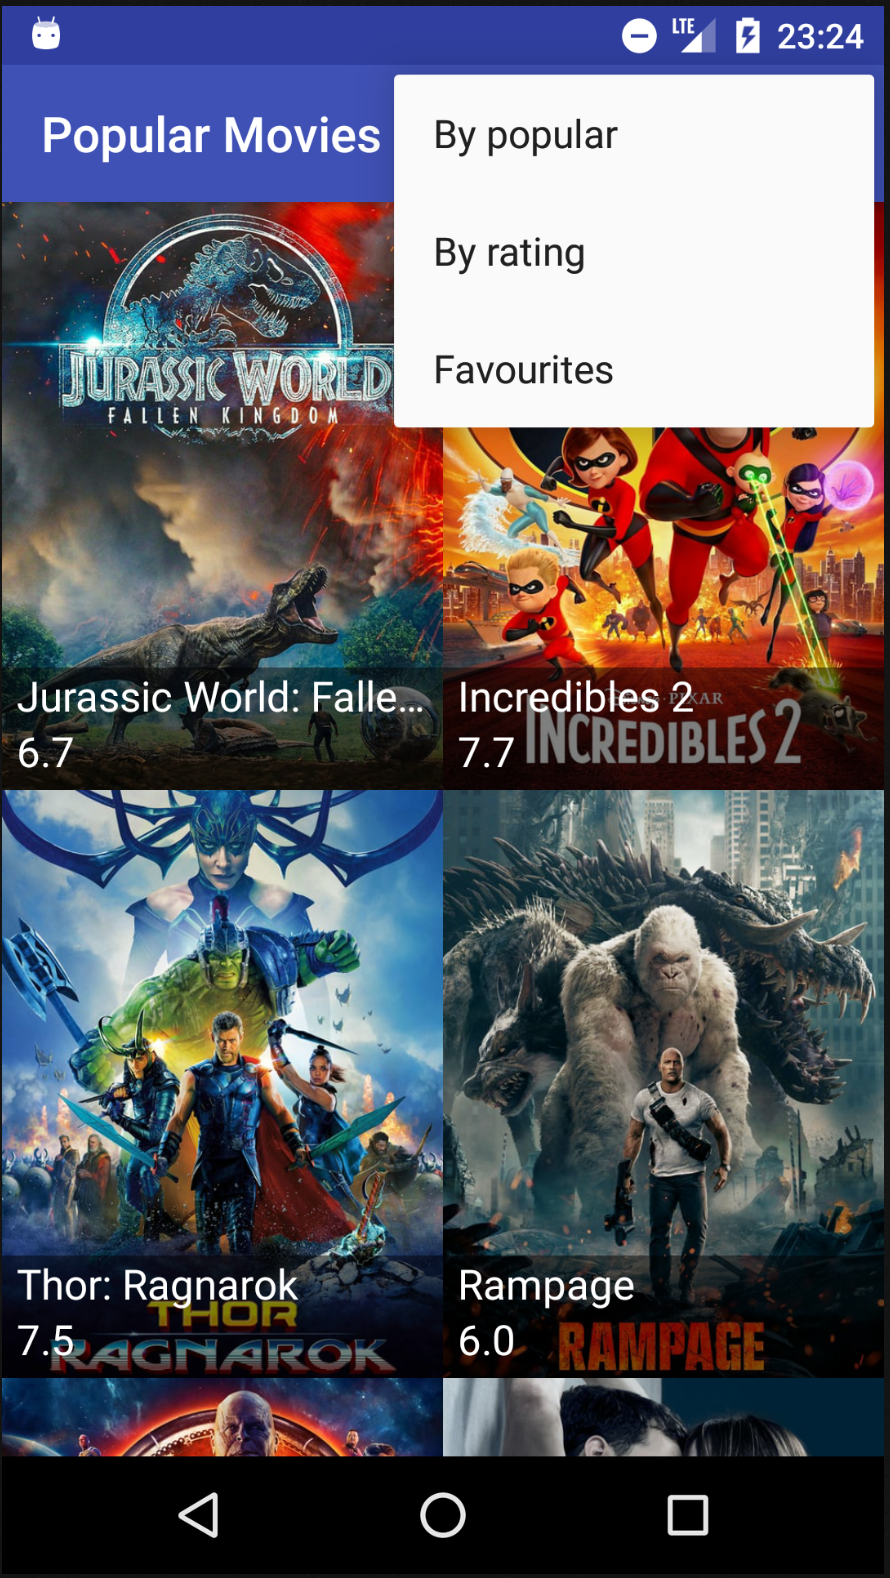 LTE 23:24
Popular Movies
By popular
By rating
Favourites
JURASSIC WORLD
FALLEN KINGDOM
Jurassic World: Falle...
6.7
Disney·PIXAR
INCREDIBLES 2
Incredibles 2
7.7
Thor: Ragnarok
7.5
THOR
RAGNAROK
Rampage
6.0
RAMPAGE